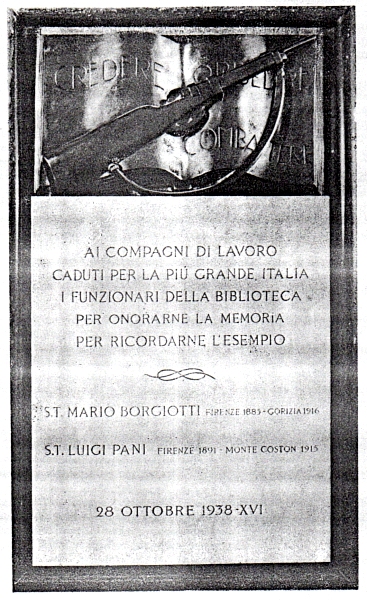 CREDERE OBBEDIRE
COMBATTERE
AI COMPAGNI DI LAVORO
CADUTI PER LA PIÚ GRANDE ITALIA
I FUNZIONARI DELLA BIBLIOTECA
PER ONORARNE LA MEMORIA
PER RICORDARNE L'ESEMPIO
S.T. MARIO BORGIOTTI FIRENZE 1885 - GORIZIA 1916
S.T. LUIGI PANI FIRENZE 1891 - MONTE COSTON 1915
28 OTTOBRE 1938-XVI